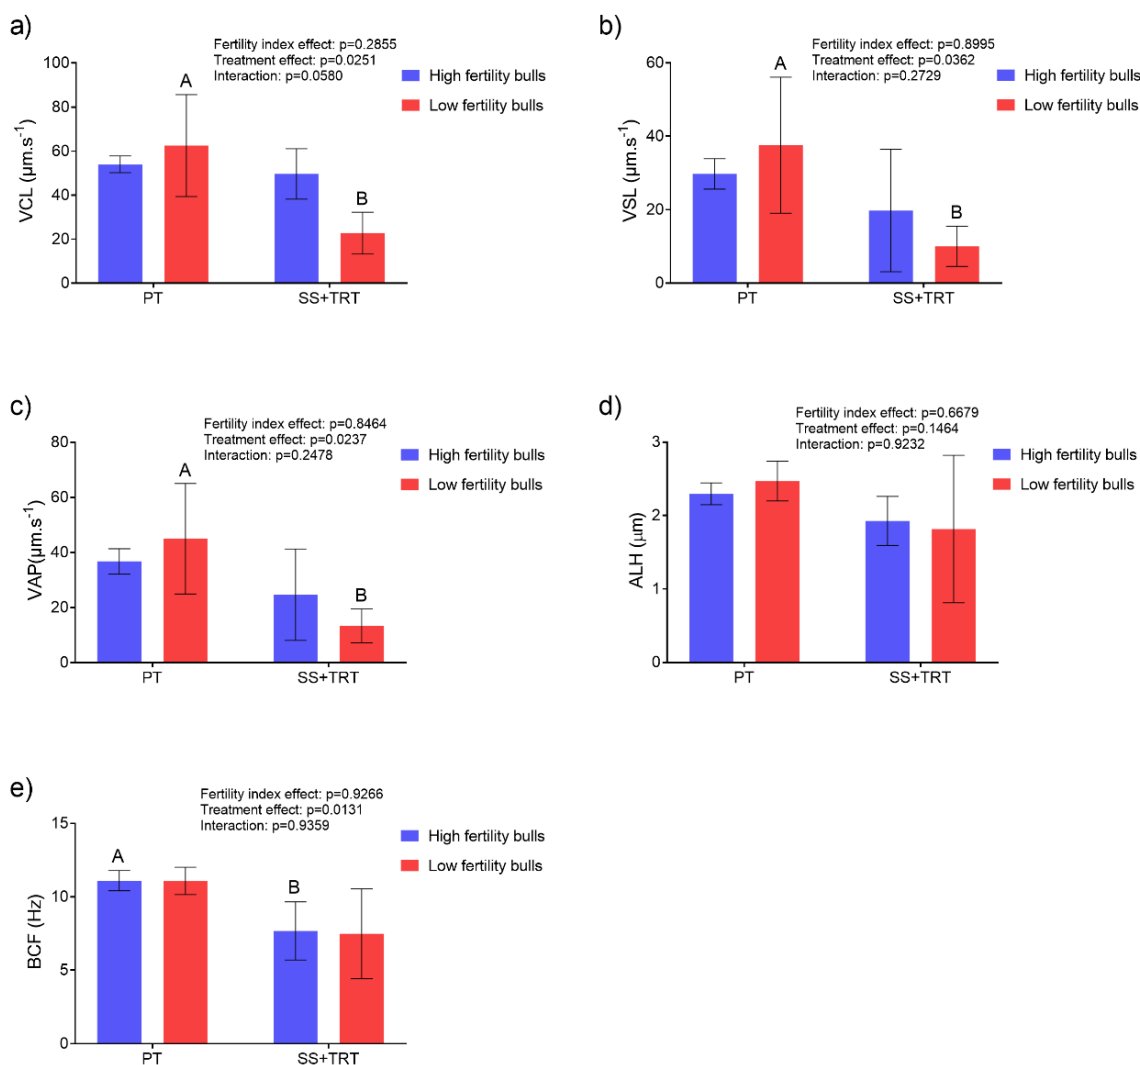 a)
Fertility index effect: p=0.2855
Treatment effect: p=0.0251
Interaction: p=0.0580
High fertility bulls
Low fertility bulls
VCL (µm.s-1)
100
80
60
40
20
0
A
B
PT
SS+TRT
b)
Fertility index effect: p=0.8995
Treatment effect: p=0.0362
Interaction: p=0.2729
High fertility bulls
Low fertility bulls
VSL (µm.s-1)
60
40
20
0
A
B
PT
SS+TRT
c)
Fertility index effect: p=0.8464
Treatment effect: p=0.0237
Interaction: p=0.2478
High fertility bulls
Low fertility bulls
VAP(µm.s-1)
80
60
40
20
0
A
B
PT
SS+TRT
d)
Fertility index effect: p=0.6679
Treatment effect: p=0.1464
Interaction: p=0.9232
High fertility bulls
Low fertility bulls
ALH (µm)
3
2
1
0
PT
SS+TRT
e)
Fertility index effect: p=0.9266
Treatment effect: p=0.0131
Interaction: p=0.9359
High fertility bulls
Low fertility bulls
BCF (Hz)
15
10
5
0
A
B
PT
SS+TRT